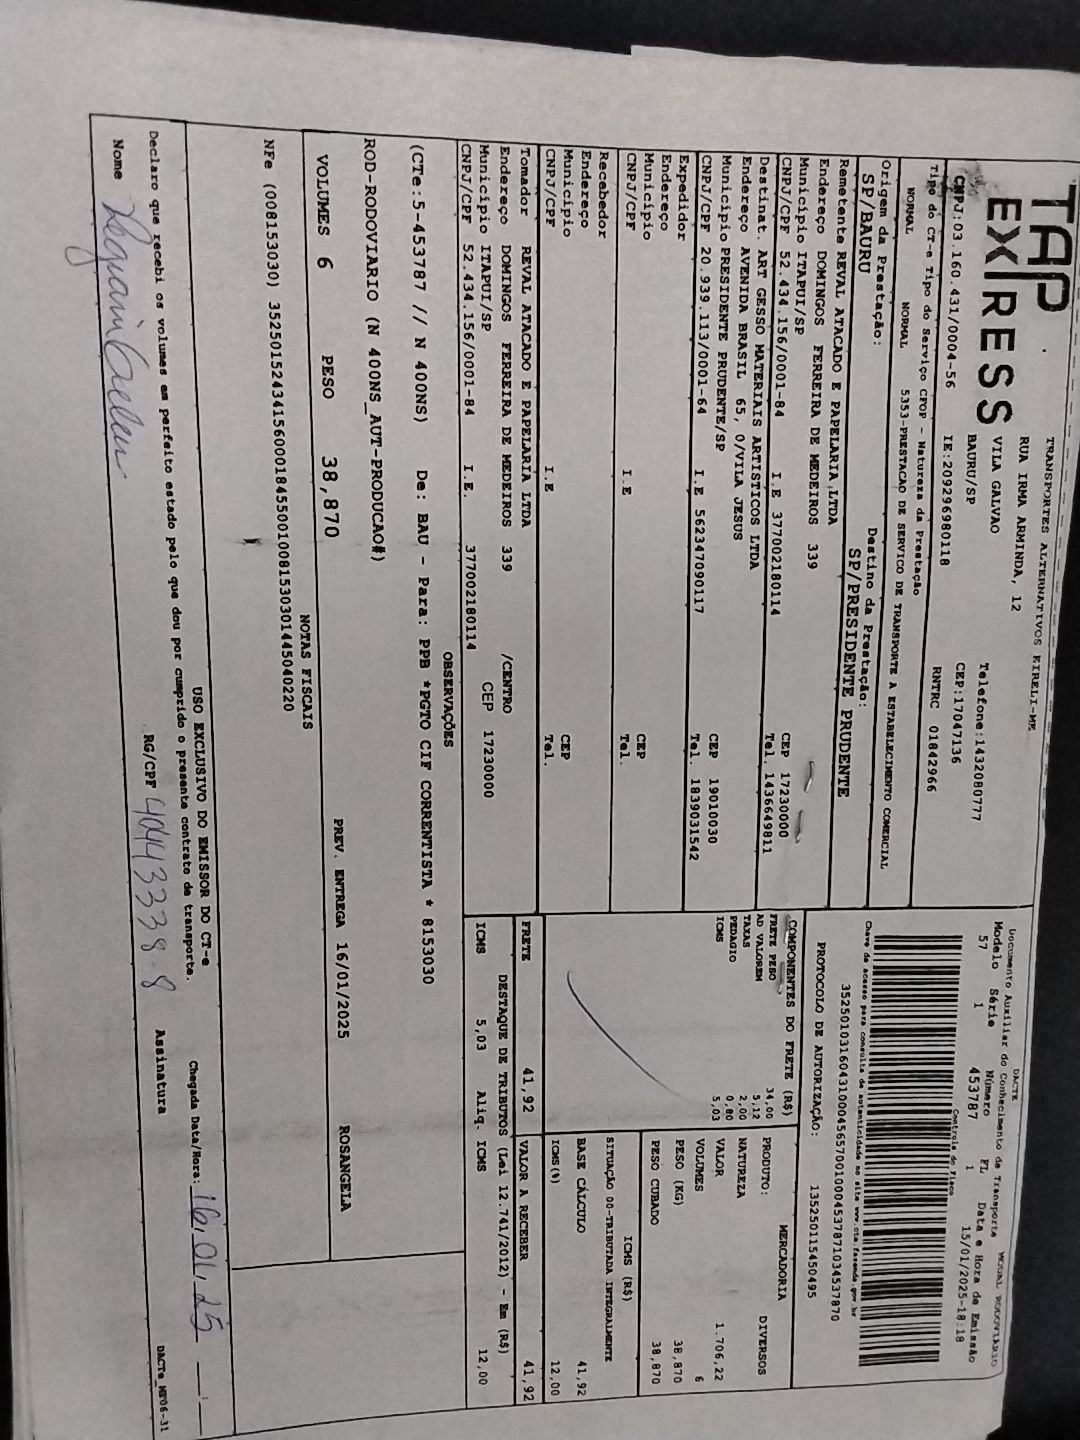 TAP EXPRESS
TRANSPORTES ALTERNATIVOS EIRELI-ME
RUA IRMA ARMINDA, 12
VILA GALVAO Telefone:1432080777
BAURU/SP CEP:17047136
CNPJ:03.160.431/0004-56 IE:209296980118 RNTRC 01842966
Tipo do CT-e Tipo do Serviço CFOP - Natureza da Prestação
NORMAL NORMAL 5353-PRESTACAO DE SERVICO DE TRANSPORTE A ESTABELECIMENTO COMERCIAL
Origem da Prestação: Destino da Prestação:
SP/BAURU SP/PRESIDENTE PRUDENTE
DACTE
Documento Auxiliar do Conhecimento de Transporte MODAL RODOVIARIO
Modelo Série Número FL Data e Hora de Emissão
57 1 453787 1 15/01/2025-18:18
Controle do Fisco
Chave de acesso para consulta de autenticidade no site www.cte.fazenda.gov.br
35250103160431000456570010004537871034537870
PROTOCOLO DE AUTORIZAÇÃO: 135250115450495
Remetente REVAL ATACADO E PAPELARIA LTDA
Endereço DOMINGOS FERREIRA DE MEDEIROS 339
Município ITAPUI/SP CEP 17230000
CNPJ/CPF 52.434.156/0001-84 I.E 377002180114 Tel. 1436649811
Destinat. ART GESSO MATERIAIS ARTISTICOS LTDA
Endereço AVENIDA BRASIL 65, 0/VILA JESUS
Município PRESIDENTE PRUDENTE/SP CEP 19010030
CNPJ/CPF 20.939.113/0001-64 I.E 562347090117 Tel. 1839031542
Expedidor
Endereço
Município CEP
CNPJ/CPF I.E Tel.
Recebedor
Endereço
Município CEP
CNPJ/CPF I.E Tel.
Tomador REVAL ATACADO E PAPELARIA LTDA
Endereço DOMINGOS FERREIRA DE MEDEIROS 339 /CENTRO
Município ITAPUI/SP CEP 17230000
CNPJ/CPF 52.434.156/0001-84 I.E. 377002180114
COMPONENTES DO FRETE (R$)
FRETE PESO 34,00
AD VALOREM 5,12
TAXAS 2,00
PEDAGIO 0,80
ICMS 5,03
PRODUTO: MERCADORIA
NATUREZA DIVERSOS
VALOR 1.706,22
VOLUMES 6
PESO (KG) 38,870
PESO CUBADO 38,870
ICMS (R$)
SITUAÇÃO 00-TRIBUTADA INTEGRALMENTE
BASE CÁLCULO 41,92
ICMS(%) 12,00
FRETE 41,92 VALOR A RECEBER 41,92
DESTAQUE DE TRIBUTOS (Lei 12.741/2012) - Em (R$)
ICMS 5,03 Aliq. ICMS 12,00
OBSERVAÇÕES
(CTe:5-453787 // N 400NS) De: BAU - Para: PPB *PGTO CIF CORRENTISTA * 8153030
ROD-RODOVIARIO (N 400NS_AUT-PRODUCAO#)
VOLUMES 6 PESO 38,870 PREV. ENTREGA 16/01/2025 ROSANGELA
NOTAS FISCAIS
NFe (008153030) 35250152434156000184550010081530301445040220
USO EXCLUSIVO DO EMISSOR DO CT-e
Declaro que recebi os volumes em perfeito estado pelo que dou por cumprido o presente contrato de transporte.
Chegada Data/Hora: 16.01.25
Nome RG/CPF 40443338-8 Assinatura
DACTe_MF06-31